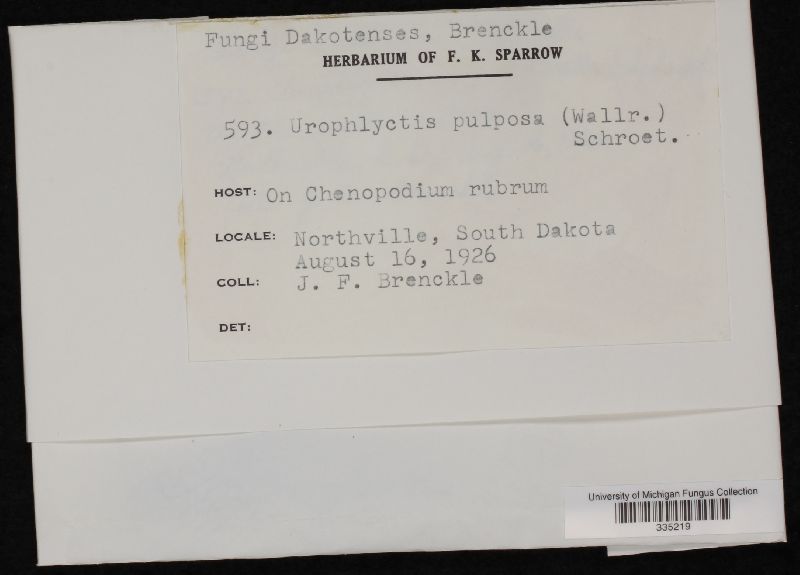 Fungi Dakotenses, Brenckle
HERBARIUM OF F. K. SPARROW
593. Urophlyctis pulposa (Wallr.)
Schroet.
HOST: On Chenopodium rubrum
LOCALE: Northville, South Dakota
August 16, 1926
COLL: J. F. Brenckle
DET:
University of Michigan Fungus Collection
335219